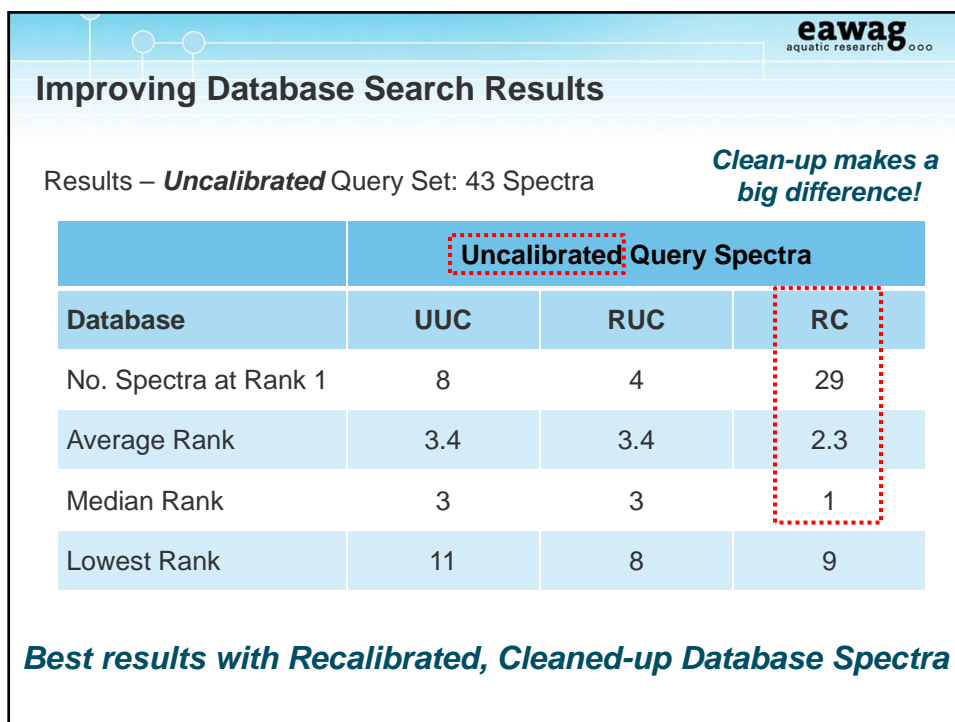 eawag
aquatic research
Improving Database Search Results
Results – Uncalibrated Query Set: 43 Spectra
Clean-up makes a
big difference!
Uncalibrated Query Spectra
Database UUC RUC RC
No. Spectra at Rank 1 8 4 29
Average Rank 3.4 3.4 2.3
Median Rank 3 3 1
Lowest Rank 11 8 9
Best results with Recalibrated, Cleaned-up Database Spectra